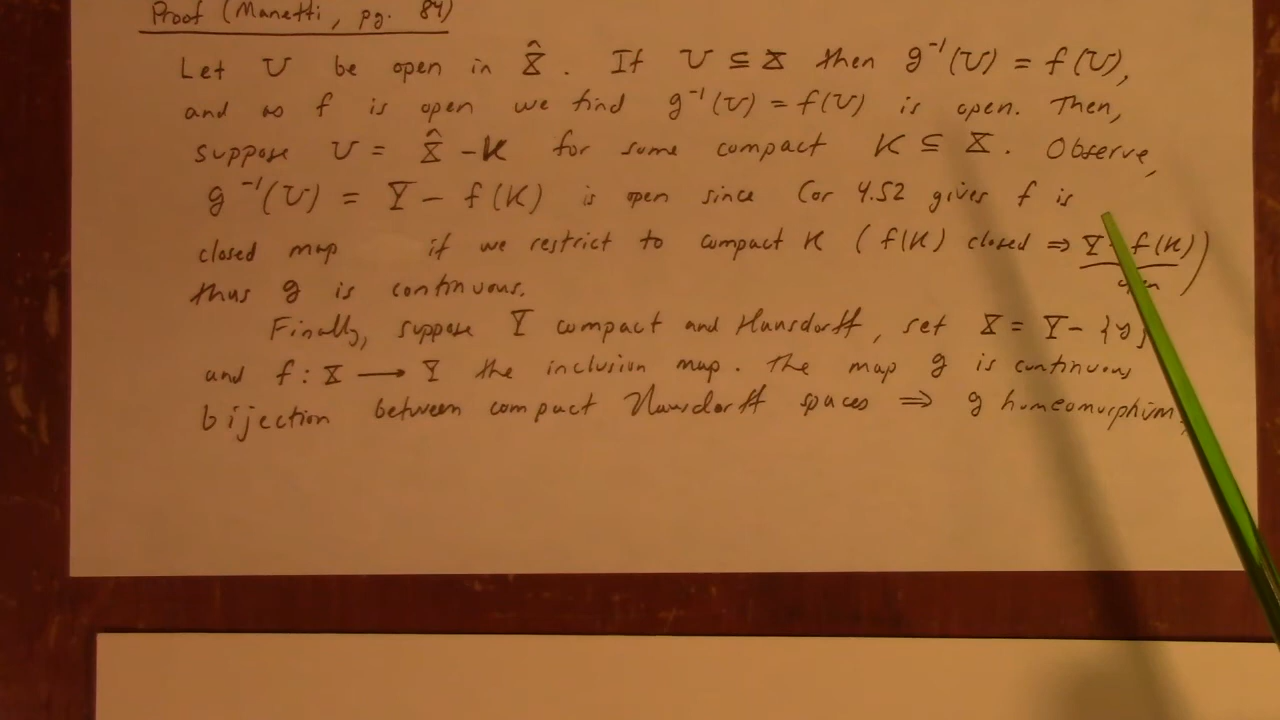 Proof (Manetti, pg. 84)
Let U be open in X̂. If U ⊆ X then g⁻¹(U) = f(U),
and as f is open we find g⁻¹(U) = f(U) is open. Then,
suppose U = X̂ - K for some compact K ⊆ X. Observe,
g⁻¹(U) = Y - f(K) is open since Cor 4.52 gives f is
closed map if we restrict to compact K (f(K) closed ⇒ Y - f(K))
open
thus g is continuous.
Finally, suppose Y compact and Hausdorff, set X = Y - {y}
and f: X → Y the inclusion map. The map g is continuous
bijection between compact Hausdorff spaces ⇒ g homeomorphism,